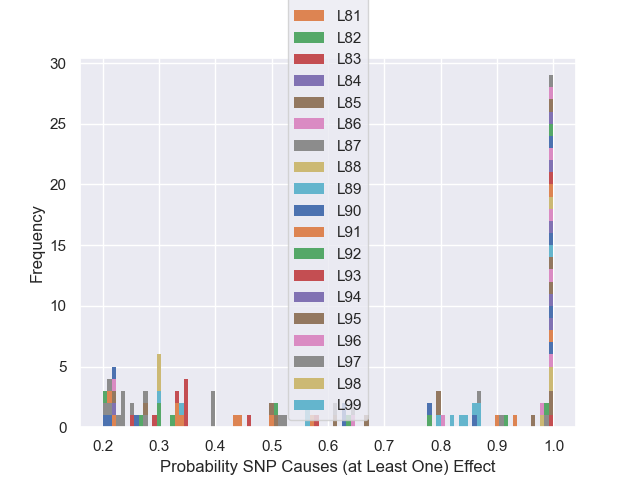 L81
L82
L83
L84
L85
L86
L87
L88
L89
L90
L91
L92
L93
L94
L95
L96
L97
L98
L99
30
25
20
15
10
5
0
Frequency
0.2 0.3 0.4 0.5 0.6 0.7 0.8 0.9 1.0
Probability SNP Causes (at Least One) Effect